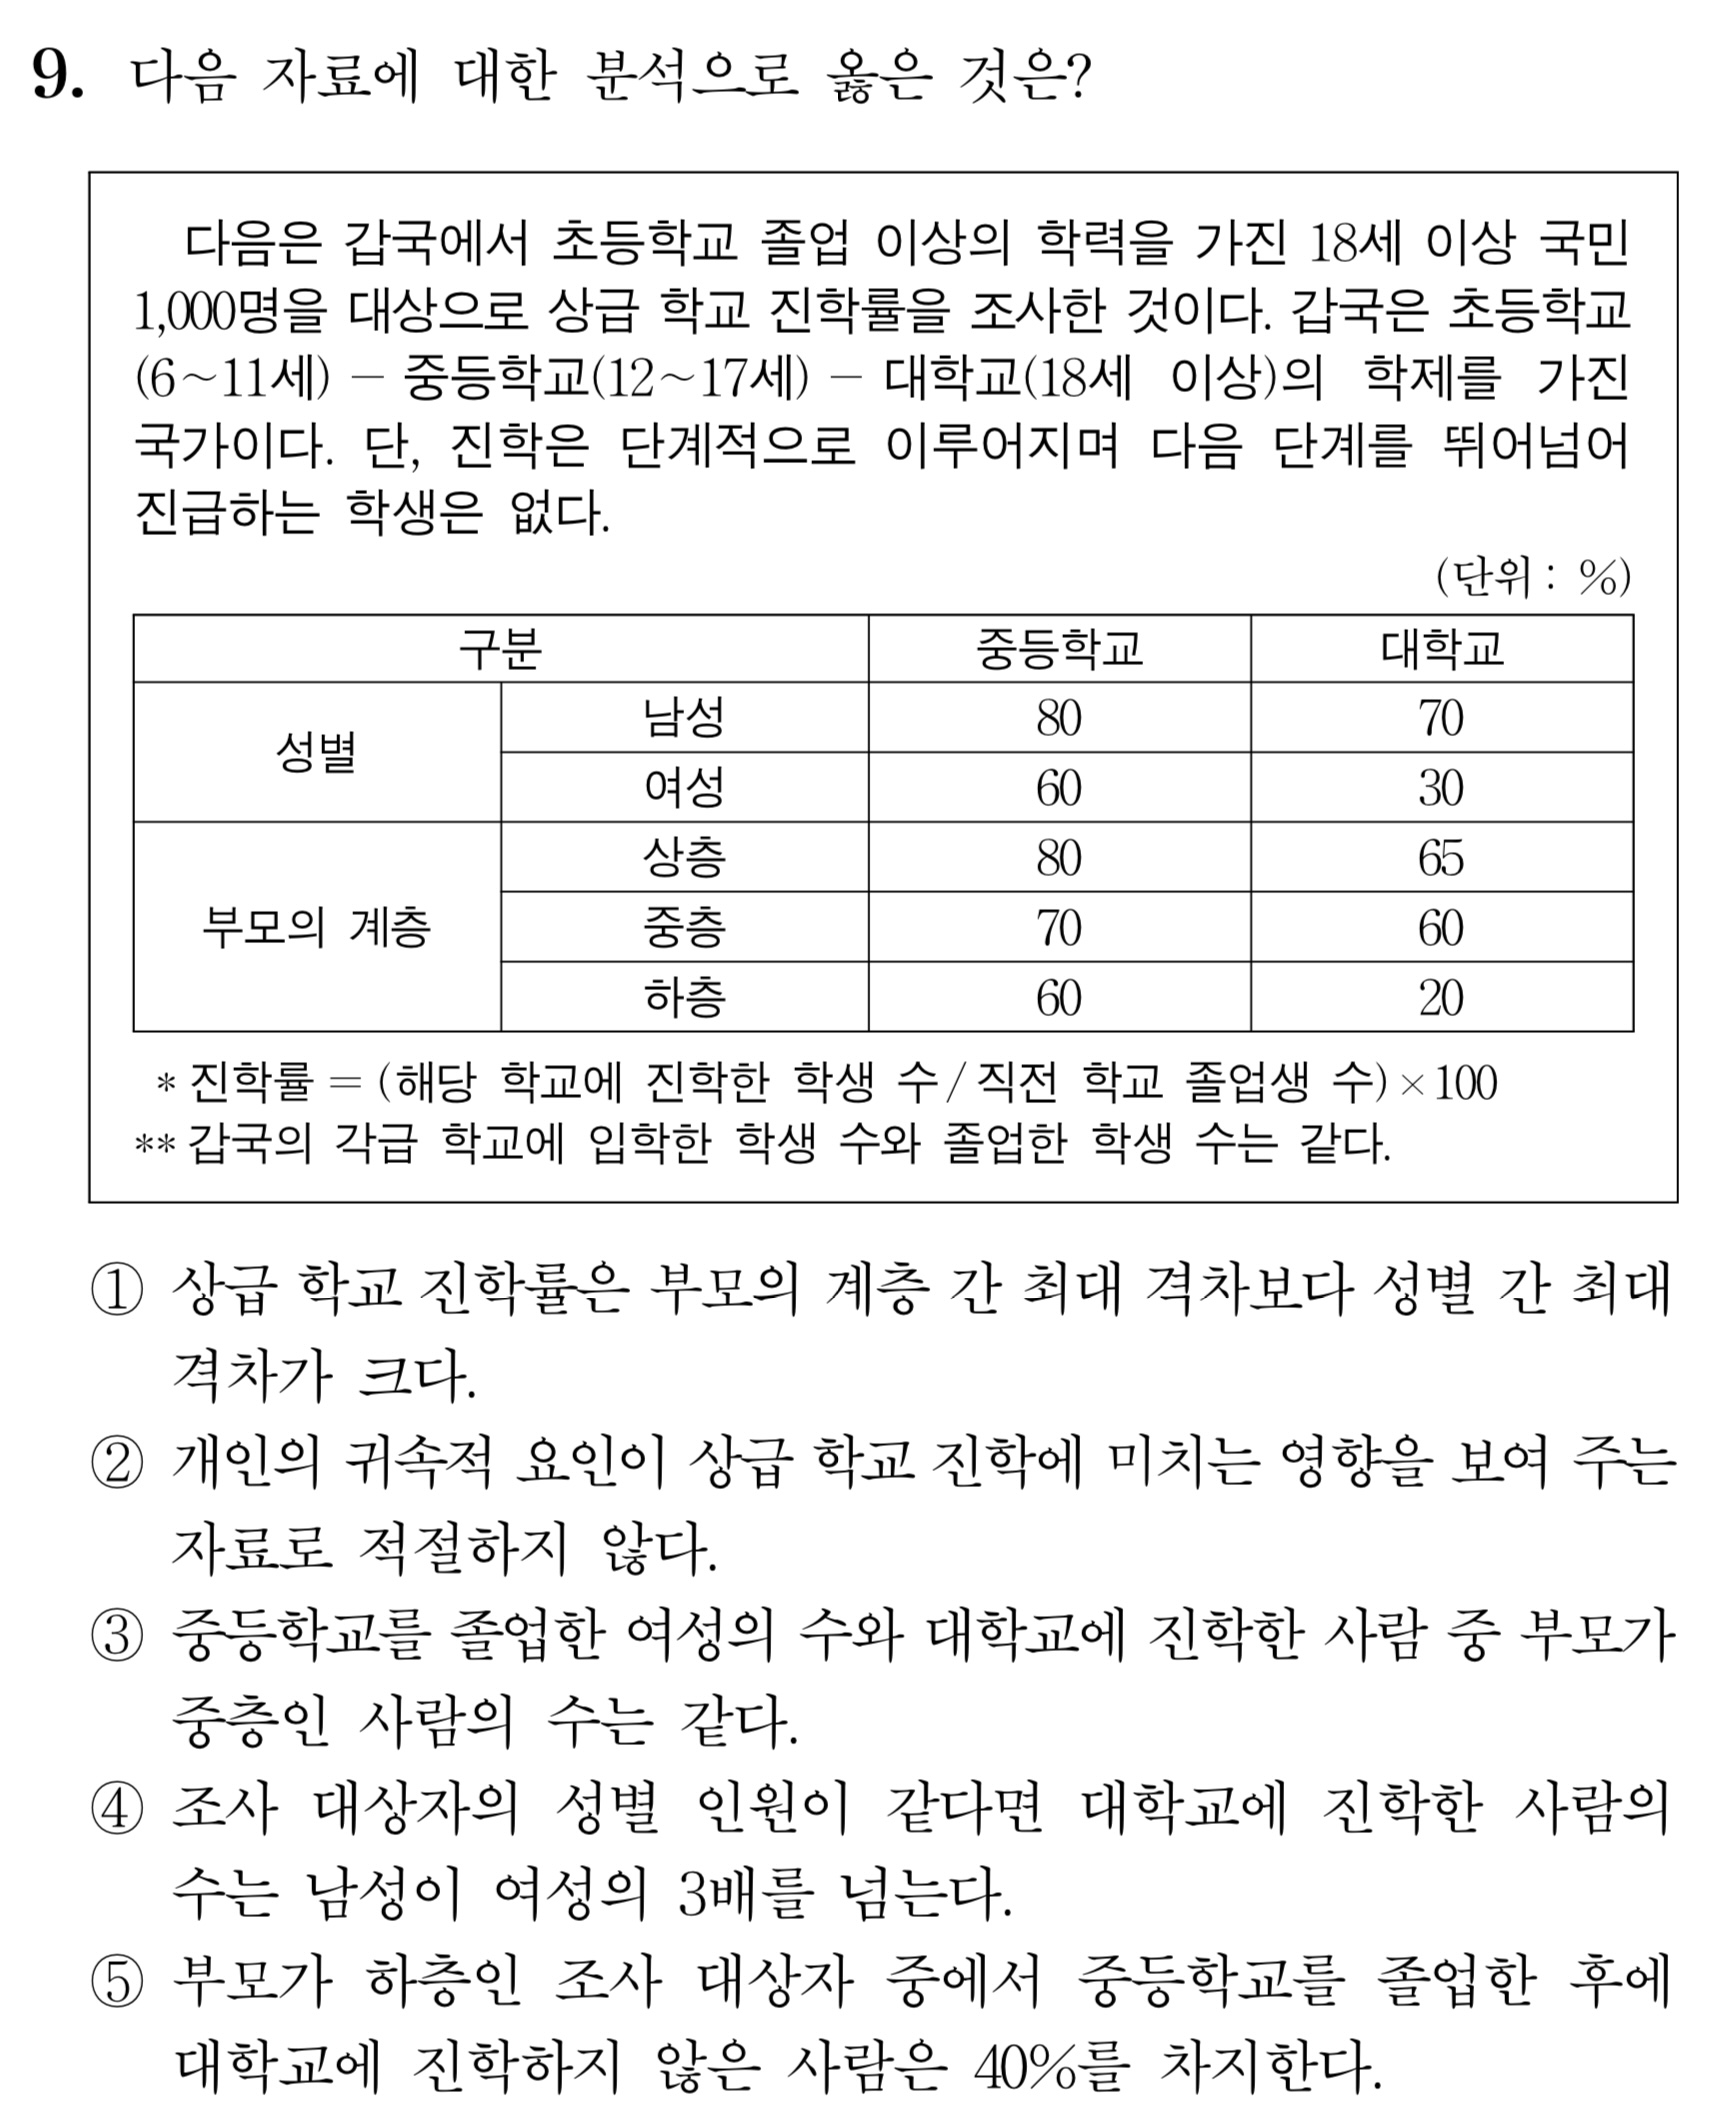 9. 다음 자료에 대한 분석으로 옳은 것은?
다음은 갑국에서 초등학교 졸업 이상의 학력을 가진 18세 이상 국민
1,000명을 대상으로 상급 학교 진학률을 조사한 것이다. 갑국은 초등학교
(6~11세) - 중등학교(12~17세) - 대학교(18세 이상)의 학제를 가진
국가이다. 단, 진학은 단계적으로 이루어지며 다음 단계를 뛰어넘어
진급하는 학생은 없다.
(단위 : %)
구분 중등학교 대학교
성별 남성 80 70
여성 60 30
부모의 계층 상층 80 65
중층 70 60
하층 60 20
* 진학률 = (해당 학교에 진학한 학생 수/직전 학교 졸업생 수)×100
** 갑국의 각급 학교에 입학한 학생 수와 졸업한 학생 수는 같다.
① 상급 학교 진학률은 부모의 계층 간 최대 격차보다 성별 간 최대
격차가 크다.
② 개인의 귀속적 요인이 상급 학교 진학에 미치는 영향을 보여 주는
자료로 적절하지 않다.
③ 중등학교를 졸업한 여성의 수와 대학교에 진학한 사람 중 부모가
중층인 사람의 수는 같다.
④ 조사 대상자의 성별 인원이 같다면 대학교에 진학한 사람의
수는 남성이 여성의 3배를 넘는다.
⑤ 부모가 하층인 조사 대상자 중에서 중등학교를 졸업한 후에
대학교에 진학하지 않은 사람은 40%를 차지한다.